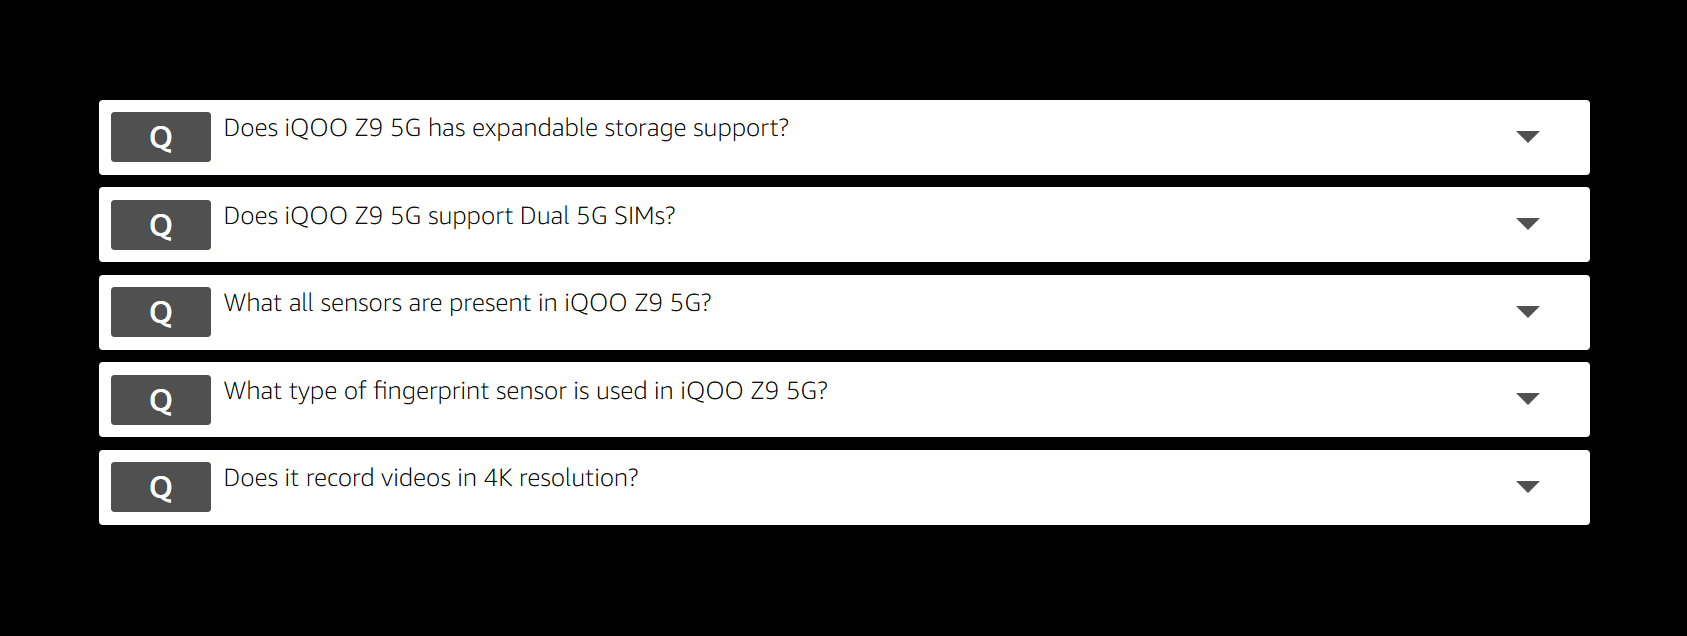 Q Does iQOO Z9 5G has expandable storage support?
Q Does iQOO Z9 5G support Dual 5G SIMs?
Q What all sensors are present in iQOO Z9 5G?
Q What type of fingerprint sensor is used in iQOO Z9 5G?
Q Does it record videos in 4K resolution?